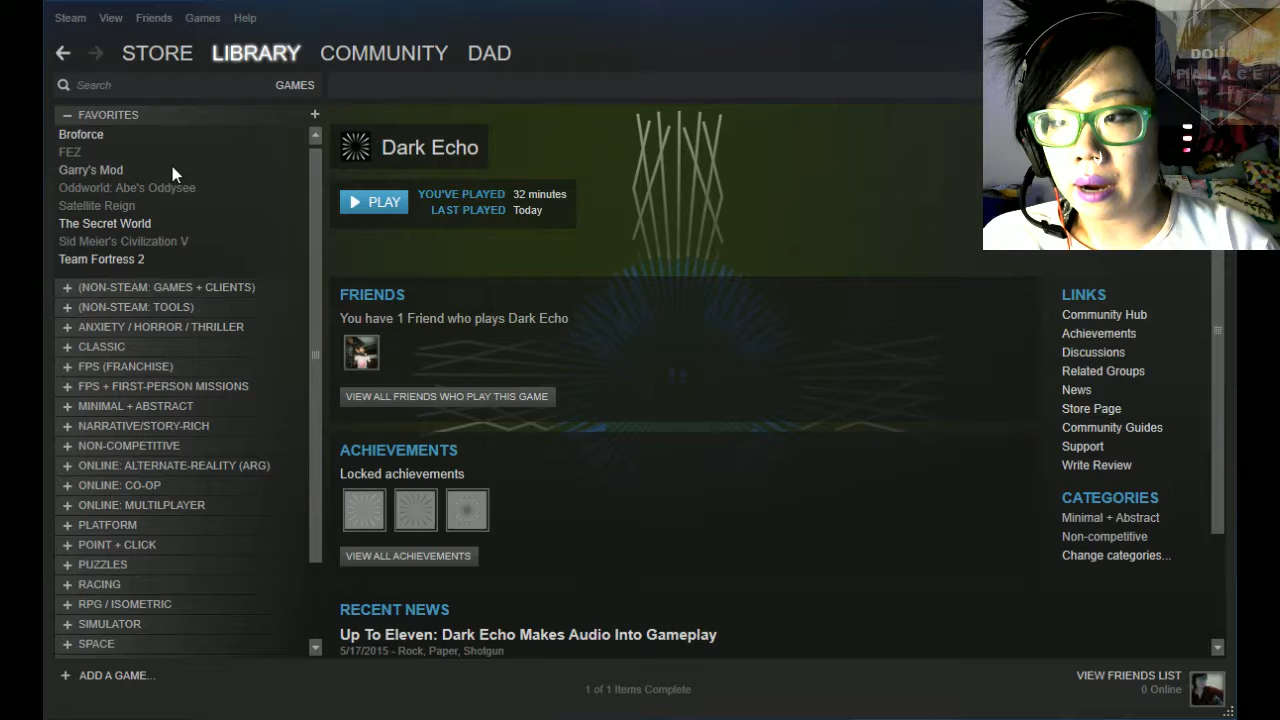 Steam View Friends Games Help
STORE LIBRARY COMMUNITY DAD
Search GAMES
FAVORITES
Broforce
FEZ
Garry's Mod
Oddworld: Abe's Oddysee
Satellite Reign
The Secret World
Sid Meier's Civilization V
Team Fortress 2
(NON-STEAM: GAMES + CLIENTS)
(NON-STEAM: TOOLS)
ANXIETY / HORROR / THRILLER
CLASSIC
FPS (FRANCHISE)
FPS + FIRST-PERSON MISSIONS
MINIMAL + ABSTRACT
NARRATIVE/STORY-RICH
NON-COMPETITIVE
ONLINE: ALTERNATE-REALITY (ARG)
ONLINE: CO-OP
ONLINE: MULTILPLAYER
PLATFORM
POINT + CLICK
PUZZLES
RACING
RPG / ISOMETRIC
SIMULATOR
SPACE
ADD A GAME...
Dark Echo
PLAY
YOU'VE PLAYED 32 minutes
LAST PLAYED Today
FRIENDS
You have 1 Friend who plays Dark Echo
VIEW ALL FRIENDS WHO PLAY THIS GAME
ACHIEVEMENTS
Locked achievements
VIEW ALL ACHIEVEMENTS
RECENT NEWS
Up To Eleven: Dark Echo Makes Audio Into Gameplay
5/17/2015 - Rock, Paper, Shotgun
1 of 1 Items Complete
LINKS
Community Hub
Achievements
Discussions
Related Groups
News
Store Page
Community Guides
Support
Write Review
CATEGORIES
Minimal + Abstract
Non-competitive
Change categories...
VIEW FRIENDS LIST
0 Online
PALACE